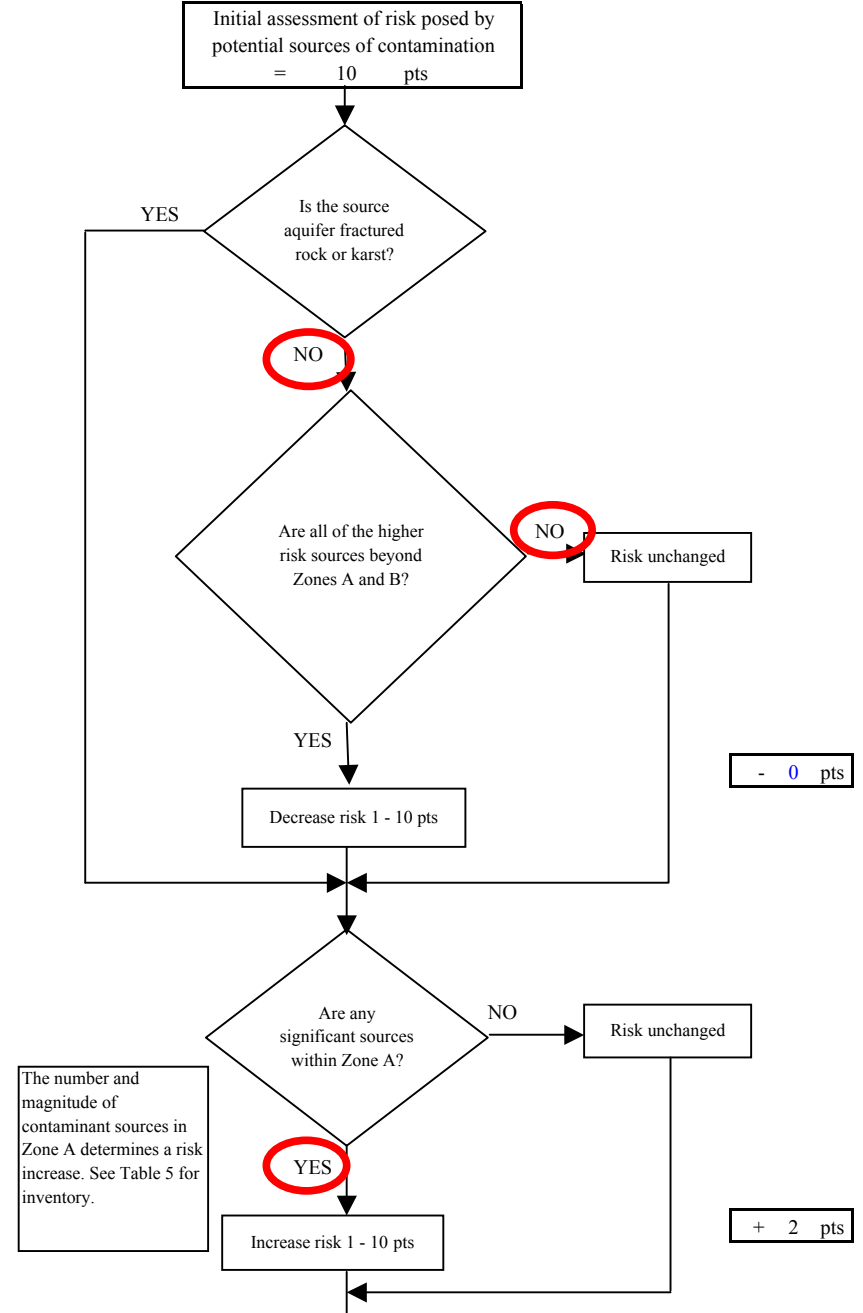 Initial assessment of risk posed by
potential sources of contamination
= 10 pts
YES
Is the source
aquifer fractured
rock or karst?
NO
Are all of the higher
risk sources beyond
Zones A and B?
NO
Risk unchanged
YES
- 0 pts
Decrease risk 1 - 10 pts
Are any
significant sources
within Zone A?
NO
Risk unchanged
The number and
magnitude of
contaminant sources in
Zone A determines a risk
increase. See Table 5 for
inventory.
YES
+ 2 pts
Increase risk 1 - 10 pts